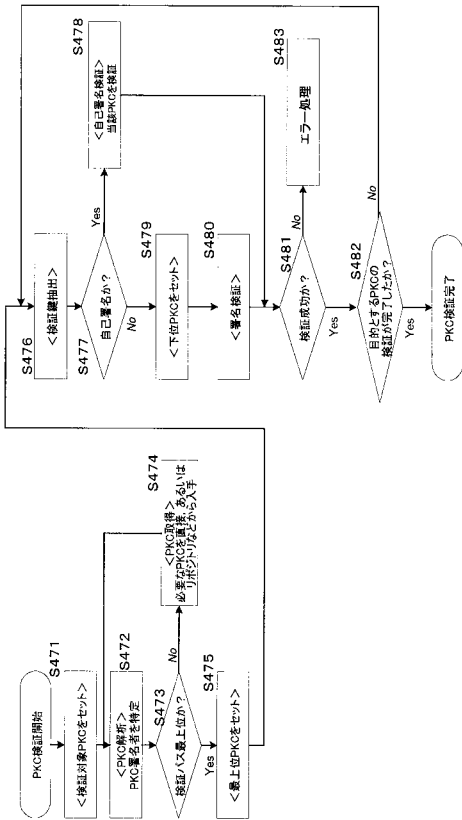 PKC検証開始
S471
<検証対象PKCをセット>
S472
<PKC解析>
PKC署名者を特定
S473
検証パス最上位か?
No
Yes
S474
<PKC取得>
必要なPKCを直接、あるいは
リポジトリなどから入手
S475
<最上位PKCをセット>
S476
<検証鍵抽出>
S477
自己署名か?
Yes
No
S478
<自己署名検証>
当該PKCを検証
S479
<下位PKCをセット>
S480
<署名検証>
S481
検証成功か?
No
Yes
S483
エラー処理
S482
目的とするPKCの
検証が完了したか?
No
Yes
PKC検証完了